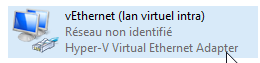 vEthernet (lan virtuel intra)
Réseau non identifié
Hyper-V Virtual Ethernet Adapter